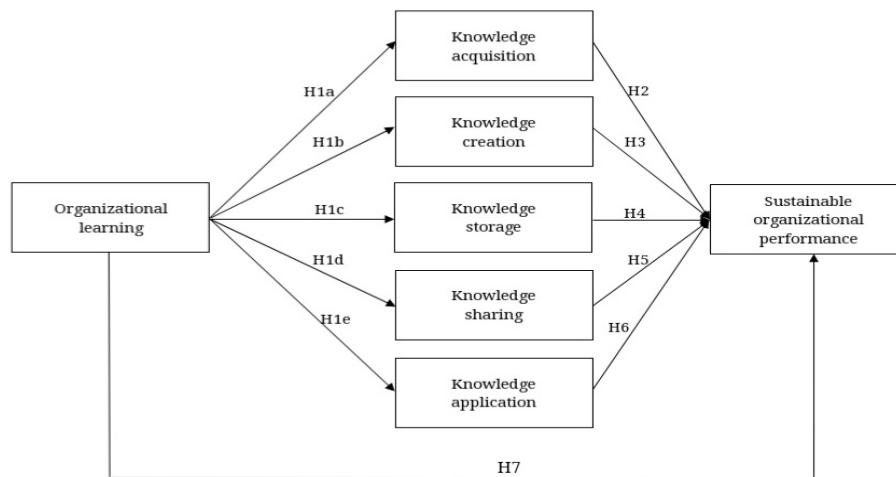 Knowledge
acquisition
H1a
H2
Knowledge
creation
H1b
H3
Organizational
learning
H1c
Knowledge
storage
H4
Sustainable
organizational
performance
H1d
Knowledge
sharing
H5
H1e
H6
Knowledge
application
H7